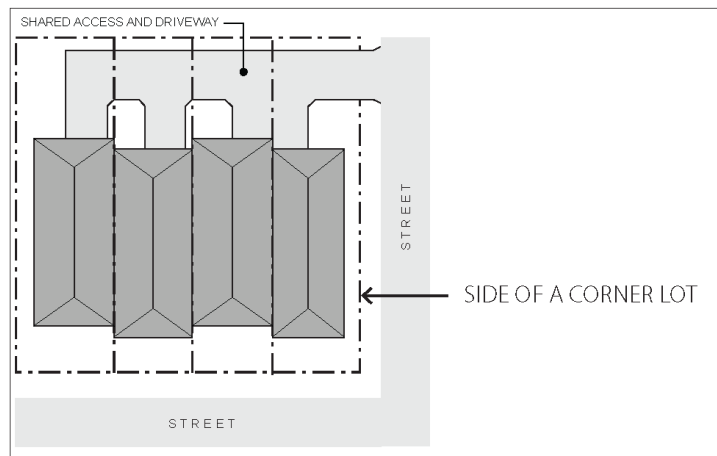 SHARED ACCESS AND DRIVEWAY
STREET
SIDE OF A CORNER LOT
STREET